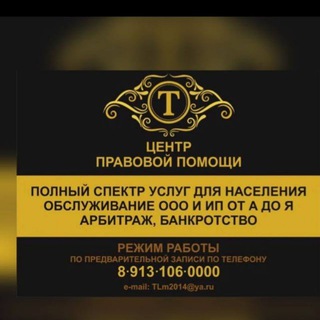 Т
ЦЕНТР
ПРАВОВОЙ ПОМОЩИ
ПОЛНЫЙ СПЕКТР УСЛУГ ДЛЯ НАСЕЛЕНИЯ
ОБСЛУЖИВАНИЕ ООО И ИП ОТ А ДО Я
АРБИТРАЖ, БАНКРОТСТВО
РЕЖИМ РАБОТЫ
ПО ПРЕДВАРИТЕЛЬНОЙ ЗАПИСИ ПО ТЕЛЕФОНУ
8·913·106·0000
e-mail: TLm2014@ya.ru